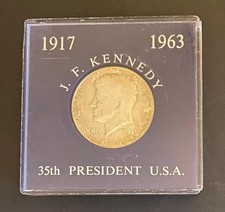 1917 1963
J. F. KENNEDY
35th PRESIDENT U.S.A.